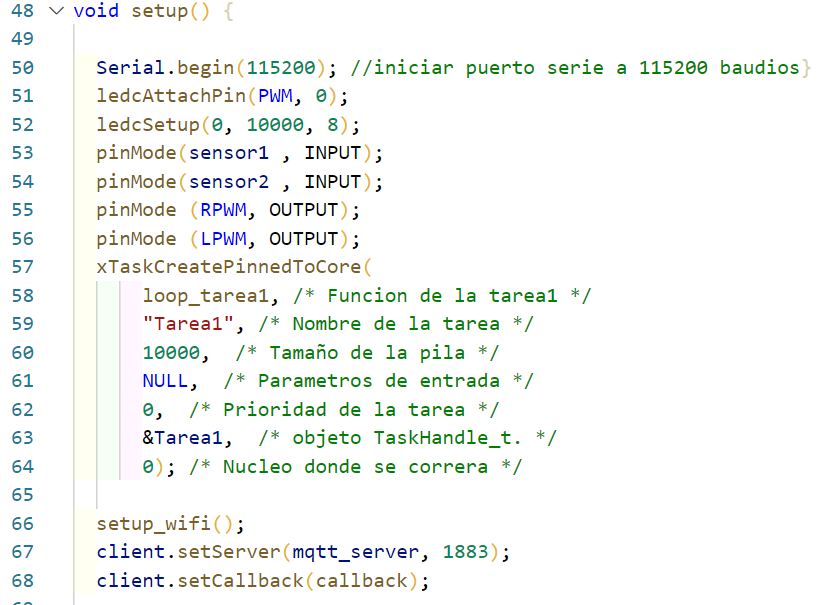 48 void setup() {
49
50 Serial.begin(115200); //iniciar puerto serie a 115200 baudios}
51 ledcAttachPin(PWM, 0);
52 ledcSetup(0, 10000, 8);
53 pinMode(sensor1 , INPUT);
54 pinMode(sensor2 , INPUT);
55 pinMode (RPWM, OUTPUT);
56 pinMode (LPWM, OUTPUT);
57 xTaskCreatePinnedToCore(
58 loop_tarea1, /* Funcion de la tarea1 */
59 "Tarea1", /* Nombre de la tarea */
60 10000, /* Tamaño de la pila */
61 NULL, /* Parametros de entrada */
62 0, /* Prioridad de la tarea */
63 &Tarea1, /* objeto TaskHandle_t. */
64 0); /* Nucleo donde se correra */
65
66 setup_wifi();
67 client.setServer(mqtt_server, 1883);
68 client.setCallback(callback);